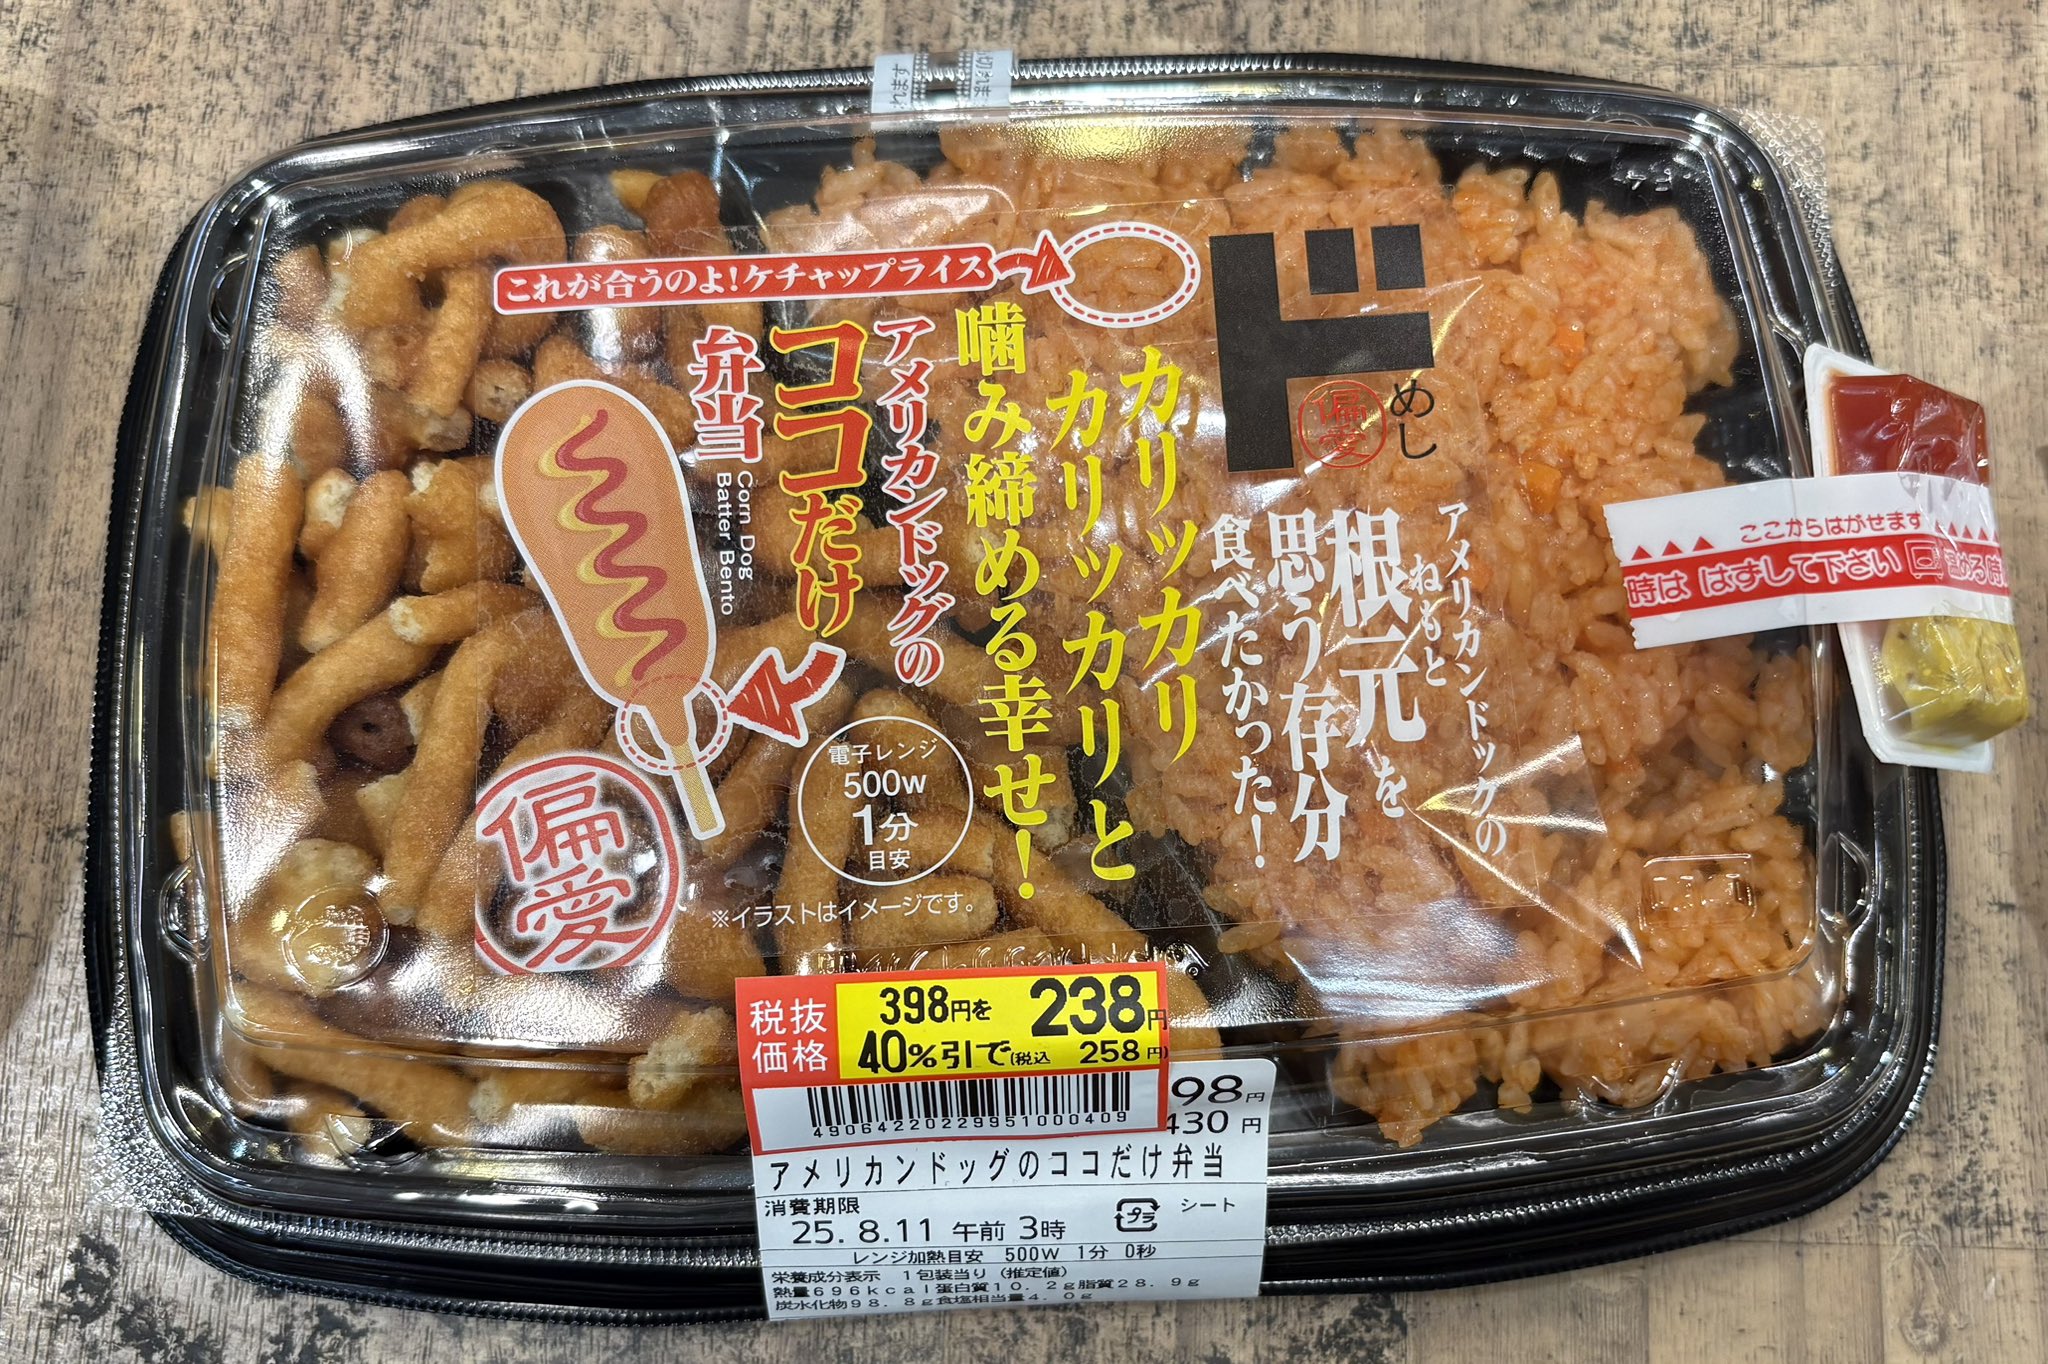 これが合うのよ！ケチャップライス
ド
偏愛
めし
アメリカンドッグの
根元を
ねもと
思う存分
食べたかった！
カリッカリ
カリッカリと
噛み締める幸せ！
アメリカンドッグの
ココだけ
弁当
Corn Dog
Batter Bento
電子レンジ
500w
1分
目安
※イラストはイメージです。
偏愛
ここからはがせます
時は はずして下さい
温める時
税抜
価格
398円を
40%引で
238円
(税込 258円)
49064220229951000409
98円
430円
アメリカンドッグのココだけ弁当
消費期限
25. 8.11 午前 3時
プラ
シート
レンジ加熱目安 500W 1分 0秒
栄養成分表示 1包装当り (推定値)
熱量696kcal蛋白質10.2g脂質28.9g
炭水化物98.8g食塩相当量4.0g